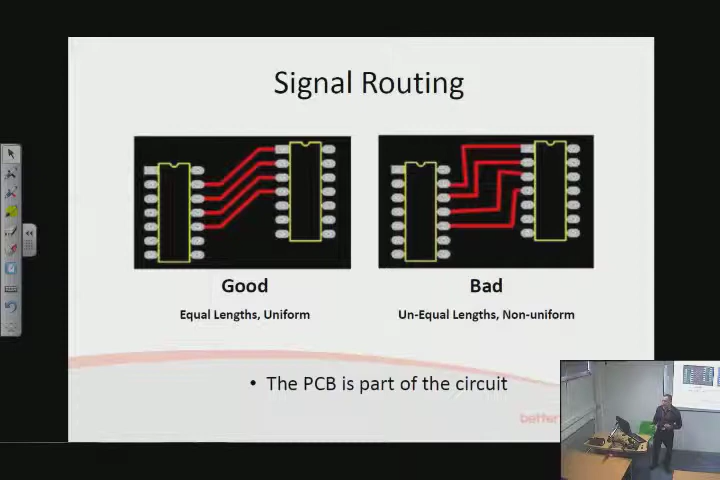 Signal Routing
Good
Bad
Equal Lengths, Uniform
Un-Equal Lengths, Non-uniform
• The PCB is part of the circuit
better